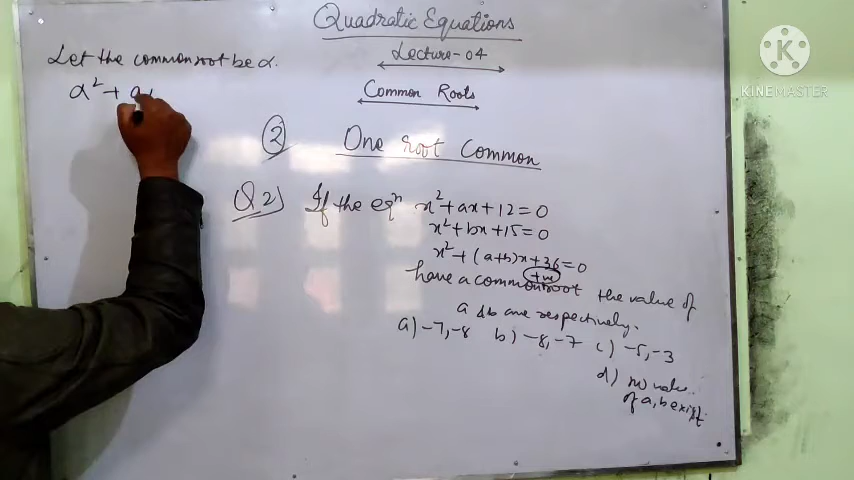 Quadratic Equations
Lecture-04
Common Roots
Let the common root be α.
α² + a
② One root Common
Q.2) If the eqⁿ x² + ax + 12 = 0
x² + bx + 15 = 0
x² + (a+b)x + 36 = 0
have a common +ve root the value of
a & b are respectively.
a) -7, -8 b) -8, -7 c) -5, -3
d) no value
of a, b exist.
KINEMASTER